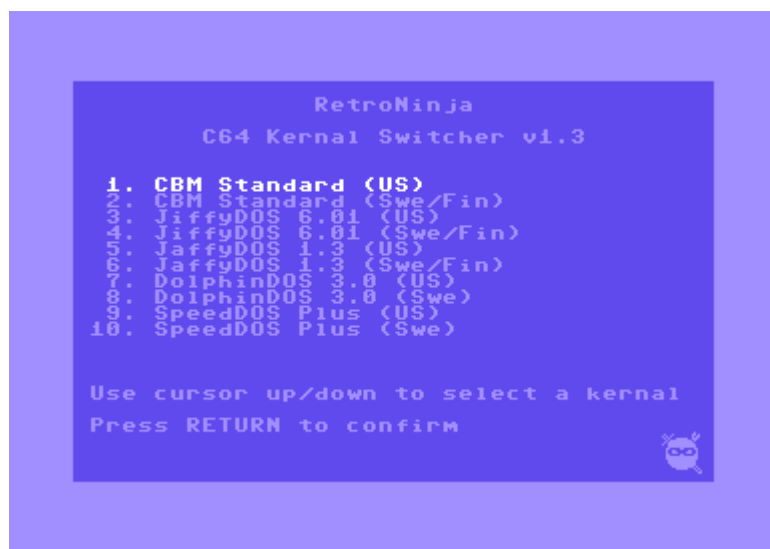 RetroNinja
C64 Kernal Switcher v1.3
1. CBM Standard (US)
2. CBM Standard (Swe/Fin)
3. JiffyDOS 6.01 (US)
4. JiffyDOS 6.01 (Swe/Fin)
5. JaffyDOS 1.3 (US)
6. JaffyDOS 1.3 (Swe/Fin)
7. DolphinDOS 3.0 (US)
8. DolphinDOS 3.0 (Swe)
9. SpeedDOS Plus (US)
10. SpeedDOS Plus (Swe)
Use cursor up/down to select a kernal
Press RETURN to confirm